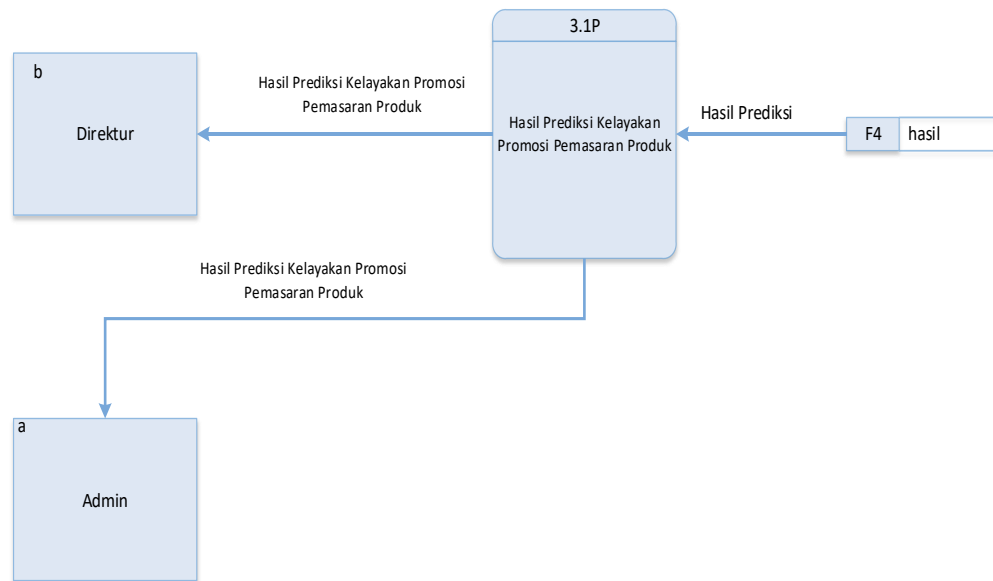 3.1P
b
Direktur
Hasil Prediksi Kelayakan Promosi
Pemasaran Produk
Hasil Prediksi Kelayakan
Promosi Pemasaran Produk
Hasil Prediksi
F4
hasil
Hasil Prediksi Kelayakan Promosi
Pemasaran Produk
a
Admin